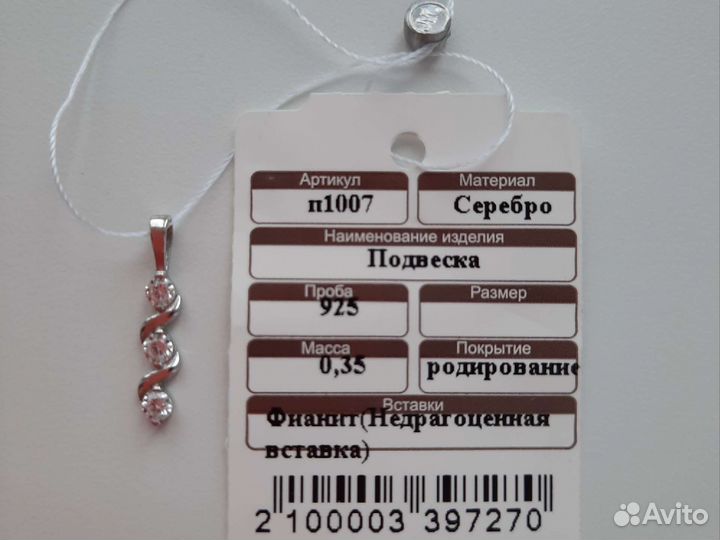 Артикул Материал
п1007 Серебро
Наименование изделия
Подвеска
Проба Размер
925
Масса Покрытие
0,35 родирование
Вставки
Фианит(Недрагоценная
вставка)
2 100003 397270
Avito